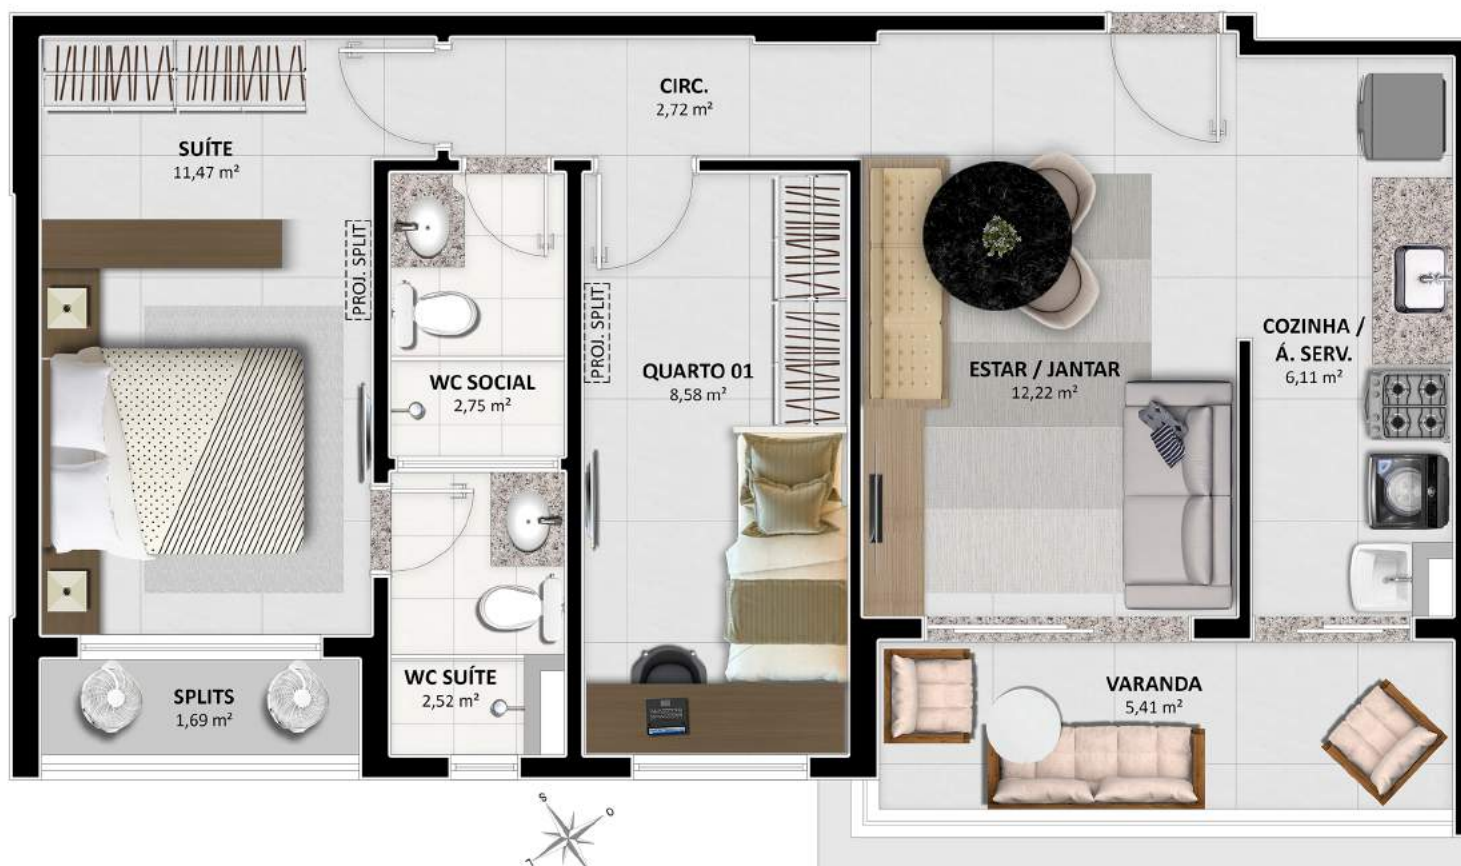 CIRC.
2,72 m²
SUÍTE
11,47 m²
PROJ. SPLIT
PROJ. SPLIT
WC SOCIAL
2,75 m²
QUARTO 01
8,58 m²
ESTAR / JANTAR
12,22 m²
COZINHA /
Á. SERV.
6,11 m²
SPLITS
1,69 m²
WC SUÍTE
2,52 m²
VARANDA
5,41 m²
S
O